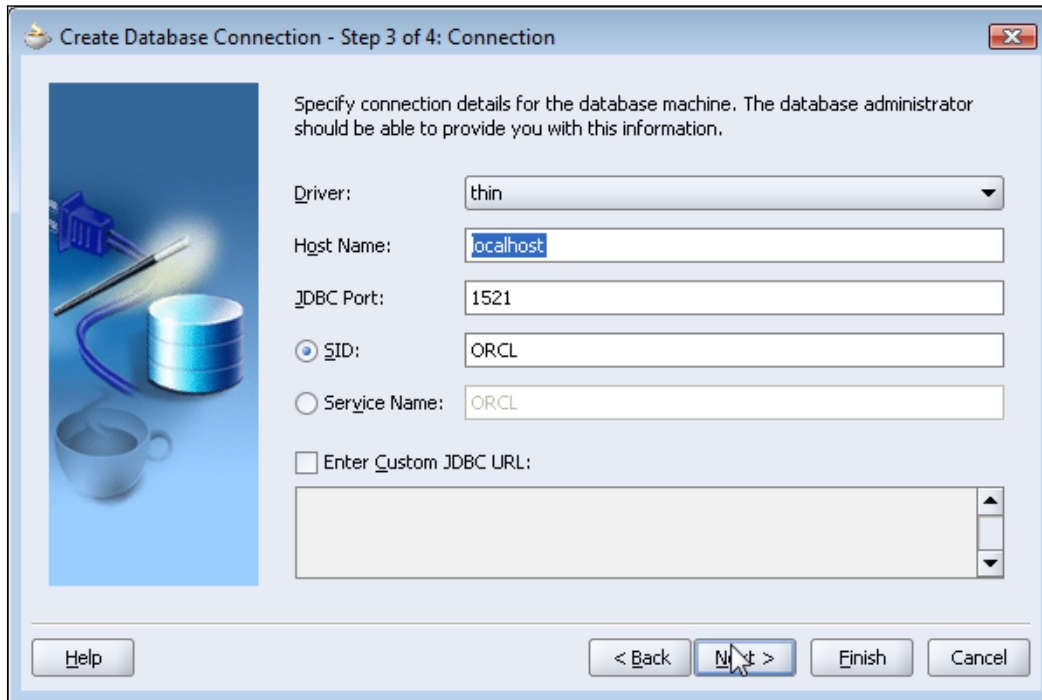 Create Database Connection - Step 3 of 4: Connection
Specify connection details for the database machine. The database administrator
should be able to provide you with this information.
Driver: thin
Host Name: localhost
JDBC Port: 1521
SID: ORCL
Service Name: ORCL
Enter Custom JDBC URL:
Help < Back Next > Finish Cancel